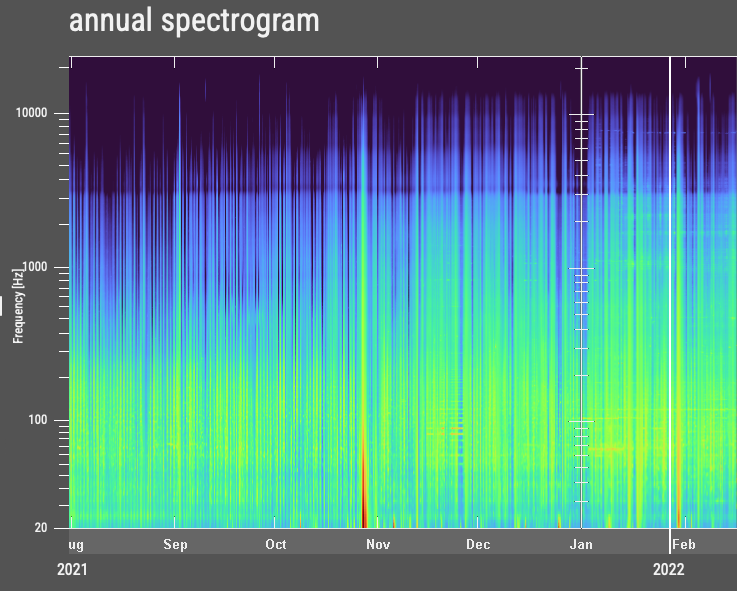 annual spectrogram
10000
1000
Frequency [Hz]
100
20
ug Sep Oct Nov Dec Jan Feb
2021 2022